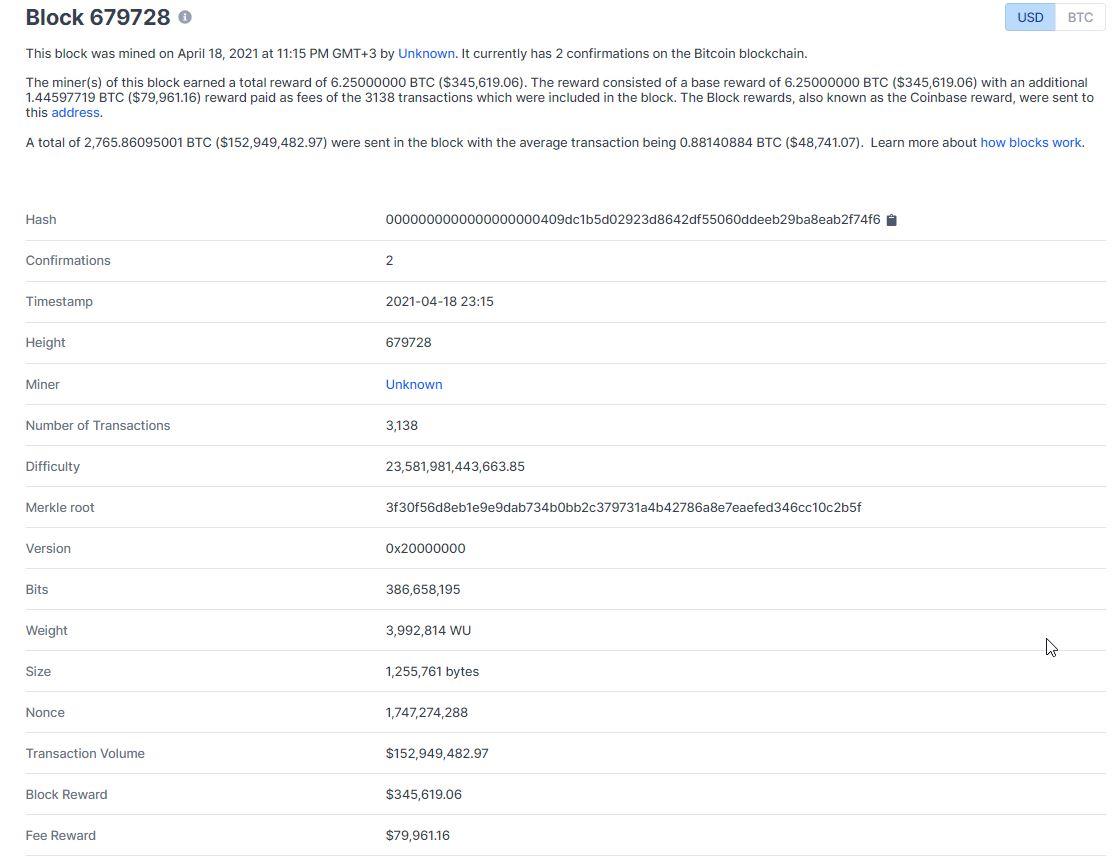 Block 679728
USD BTC
This block was mined on April 18, 2021 at 11:15 PM GMT+3 by Unknown. It currently has 2 confirmations on the Bitcoin blockchain.
The miner(s) of this block earned a total reward of 6.25000000 BTC ($345,619.06). The reward consisted of a base reward of 6.25000000 BTC ($345,619.06) with an additional
1.44597719 BTC ($79,961.16) reward paid as fees of the 3138 transactions which were included in the block. The Block rewards, also known as the Coinbase reward, were sent to
this address.
A total of 2,765.86095001 BTC ($152,949,482.97) were sent in the block with the average transaction being 0.88140884 BTC ($48,741.07). Learn more about how blocks work.
Hash 0000000000000000000409dc1b5d02923d8642df55060ddeeb29ba8eab2f74f6
Confirmations 2
Timestamp 2021-04-18 23:15
Height 679728
Miner Unknown
Number of Transactions 3,138
Difficulty 23,581,981,443,663.85
Merkle root 3f30f56d8eb1e9e9dab734b0bb2c379731a4b42786a8e7eaefed346cc10c2b5f
Version 0x20000000
Bits 386,658,195
Weight 3,992,814 WU
Size 1,255,761 bytes
Nonce 1,747,274,288
Transaction Volume $152,949,482.97
Block Reward $345,619.06
Fee Reward $79,961.16